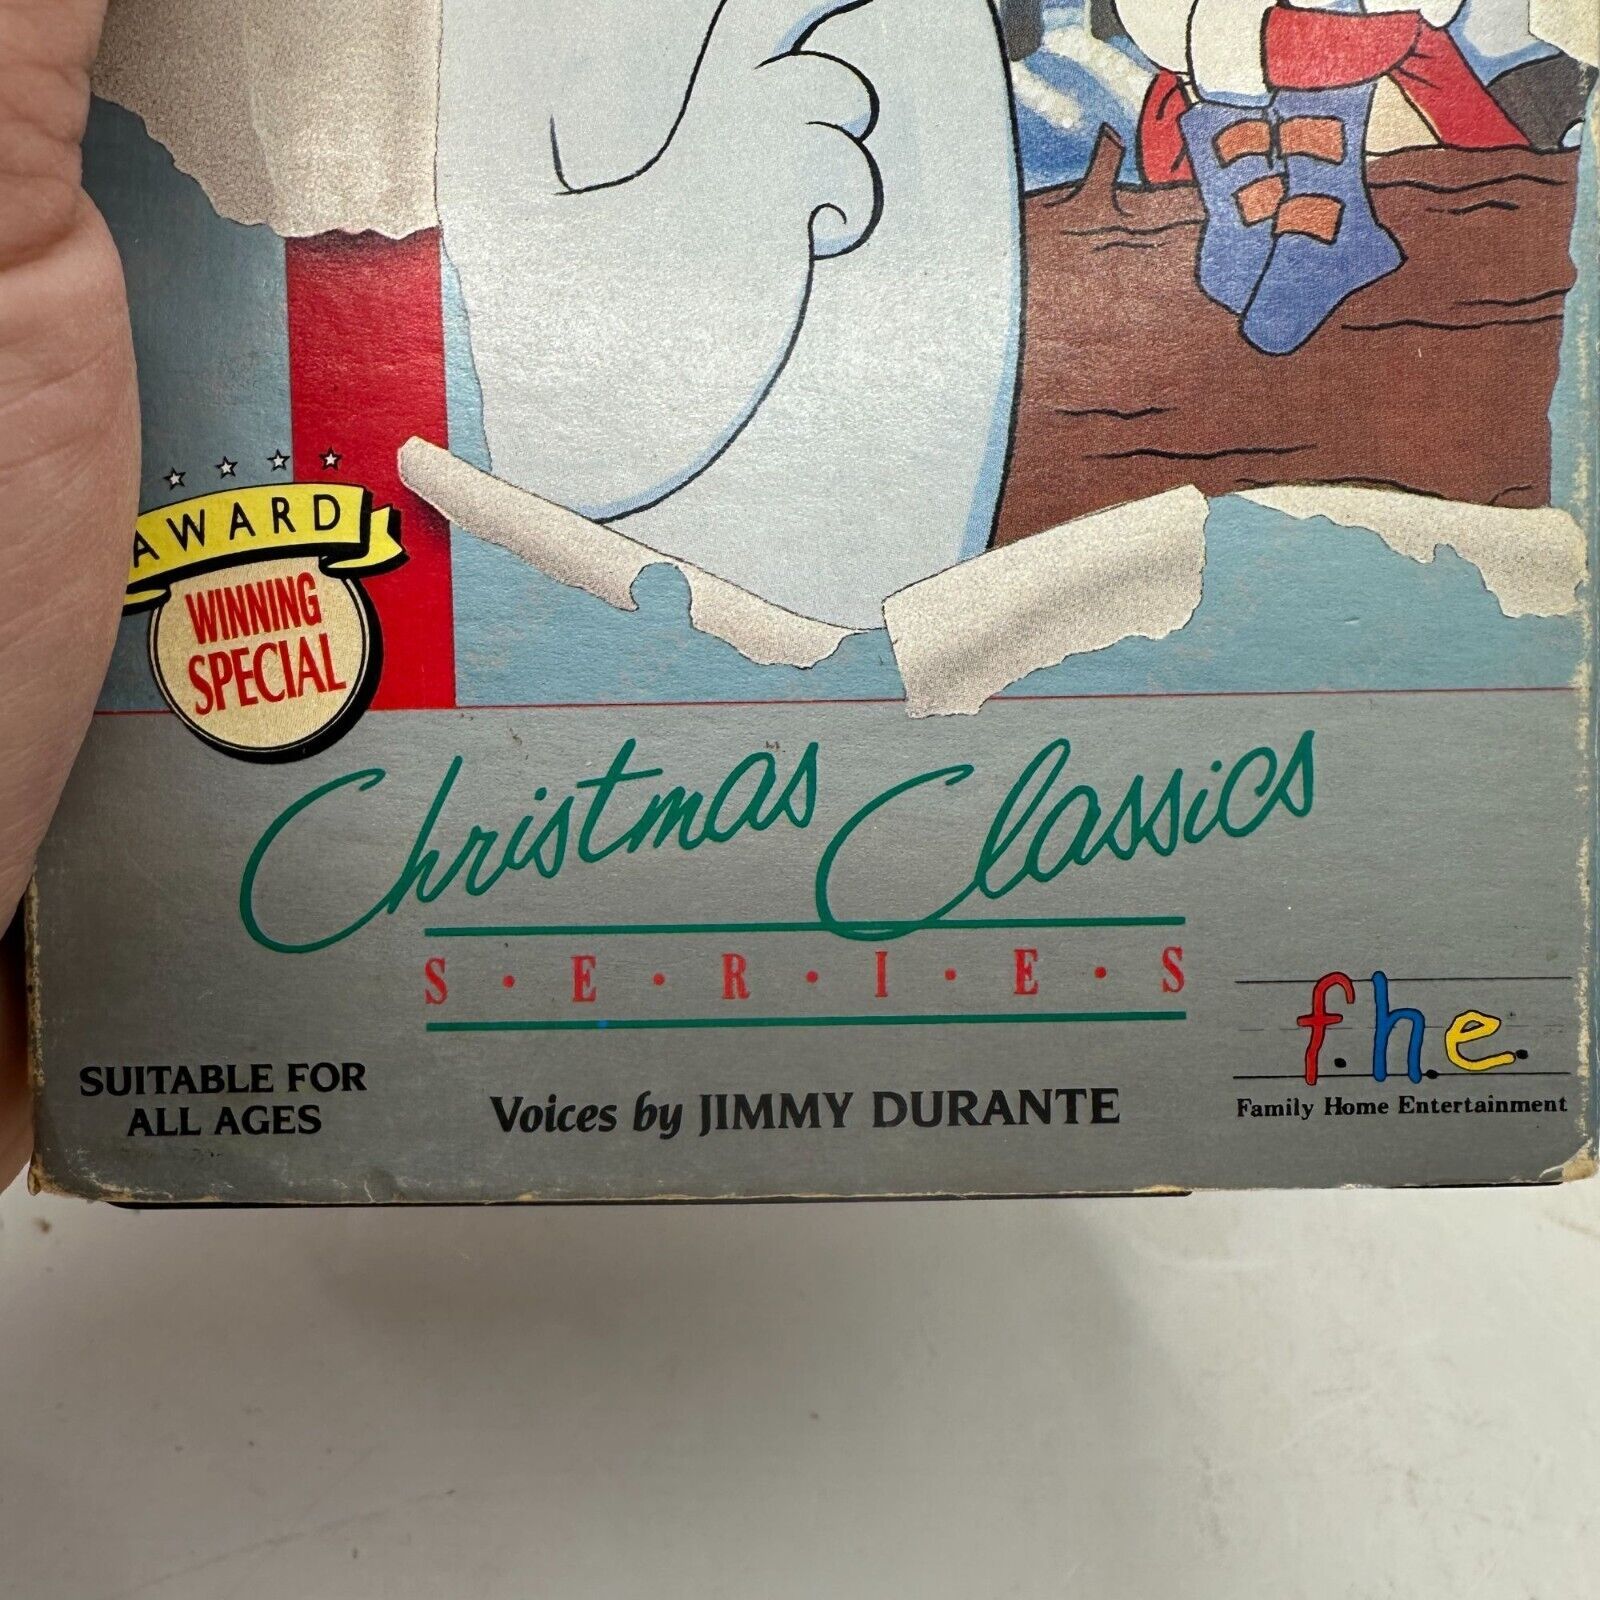 AWARD
WINNING
SPECIAL
Christmas Classics
S·E·R·I·E·S
f.h.e.
Family Home Entertainment
SUITABLE FOR
ALL AGES
Voices by JIMMY DURANTE